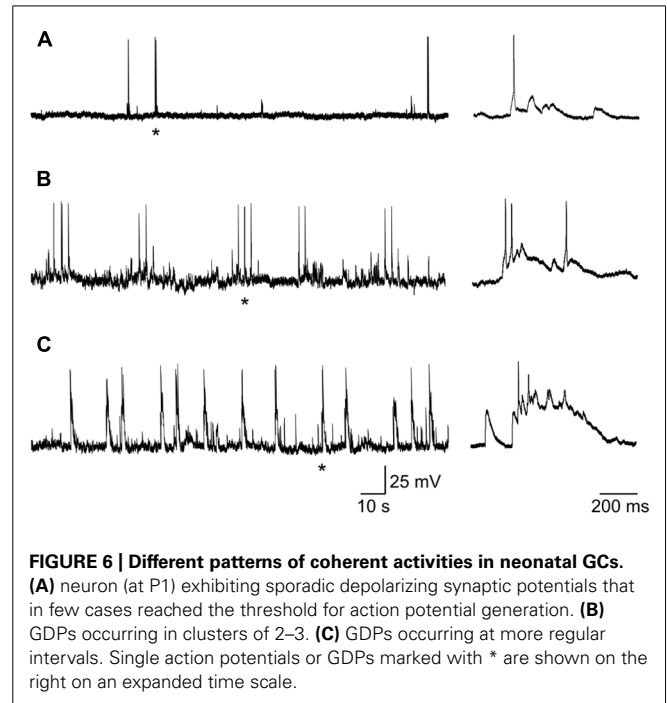 A
*
B
*
C
*
25 mV
10 s
200 ms
FIGURE 6 | Different patterns of coherent activities in neonatal GCs.
(A) neuron (at P1) exhibiting sporadic depolarizing synaptic potentials that
in few cases reached the threshold for action potential generation. (B)
GDPs occurring in clusters of 2–3. (C) GDPs occurring at more regular
intervals. Single action potentials or GDPs marked with * are shown on the
right on an expanded time scale.